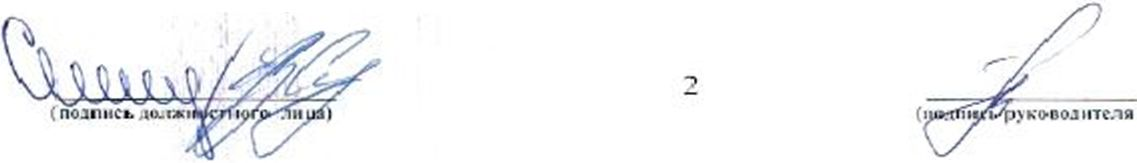 2
(подпись должностного лица)
(подпись руководителя